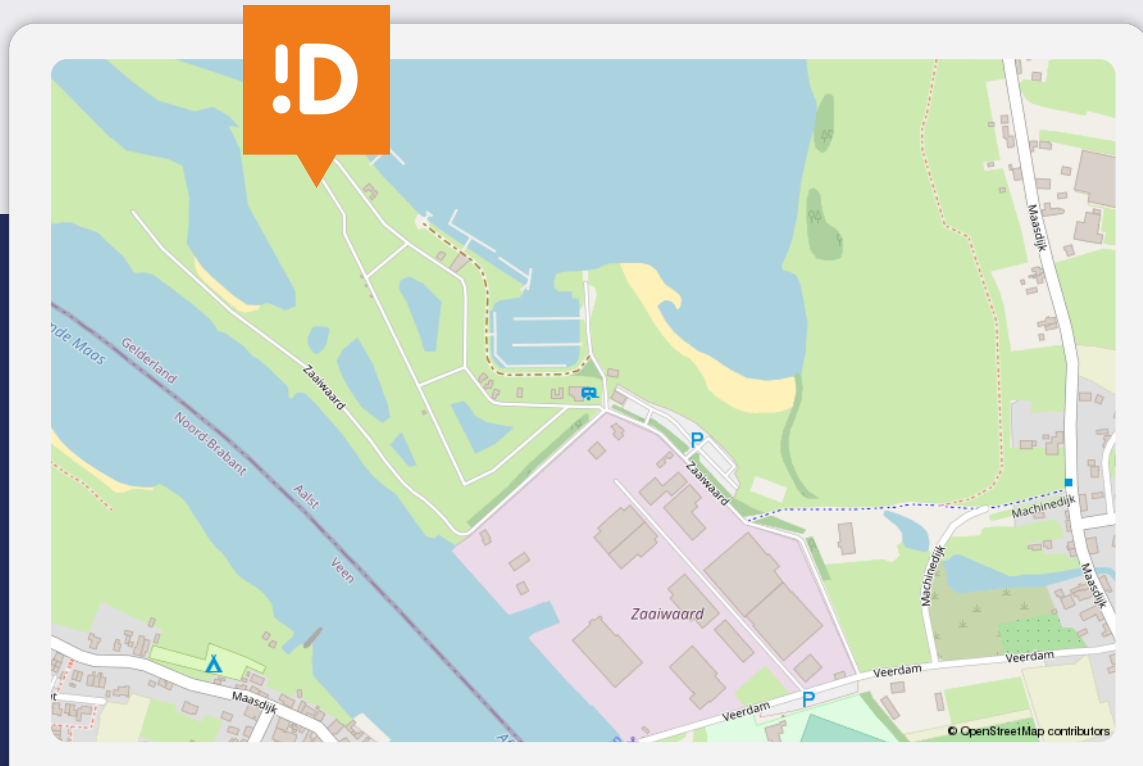 !D
Maasdijk
nde Maas
Gelderland
Zaaiwaard
Noord-Brabant
P
Zaaiwaard
Aalst
Machinedijk
Veen
Machinedijk
Maasdijk
Zaaiwaard
Veerdam
Veerdam
Maasdijk
P
Veerdam
© OpenStreetMap contributors